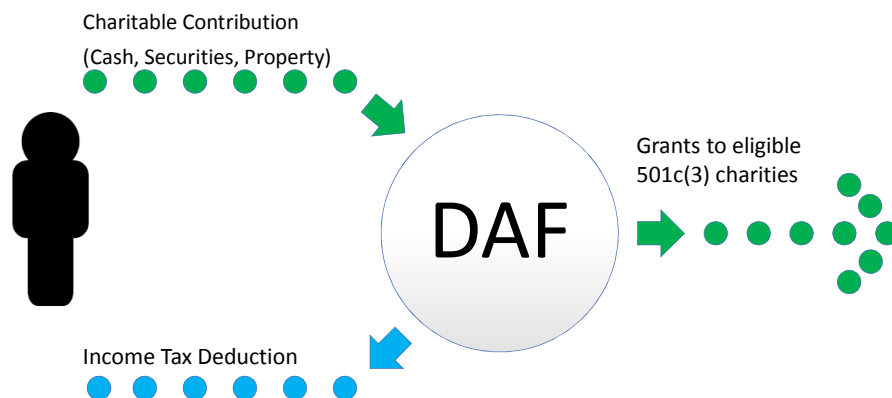 Charitable Contribution
(Cash, Securities, Property)
DAF
Grants to eligible
501c(3) charities
Income Tax Deduction